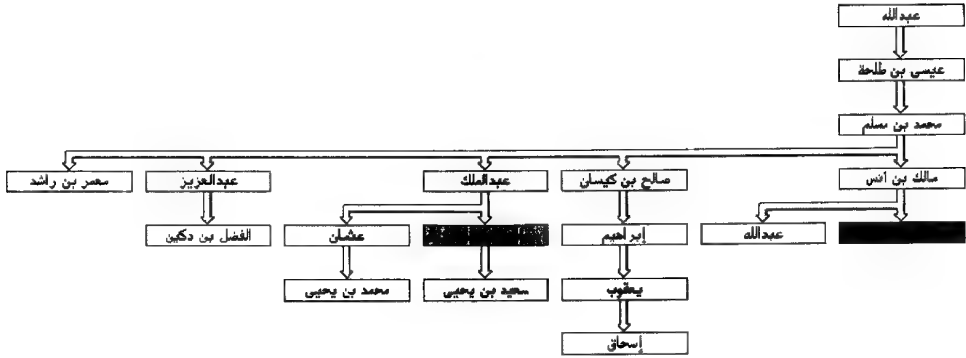 عبدالله
عيسى بن طلحة
محمد بن مسلم
مالك بن أنس
صالح بن كيسان
عبدالملك
عبدالعزيز
معمر بن راشد
عبدالله
إبراهيم
عثمان
الفضل بن دكين
يعقوب
سعيد بن يحيى
محمد بن يحيى
إسحاق